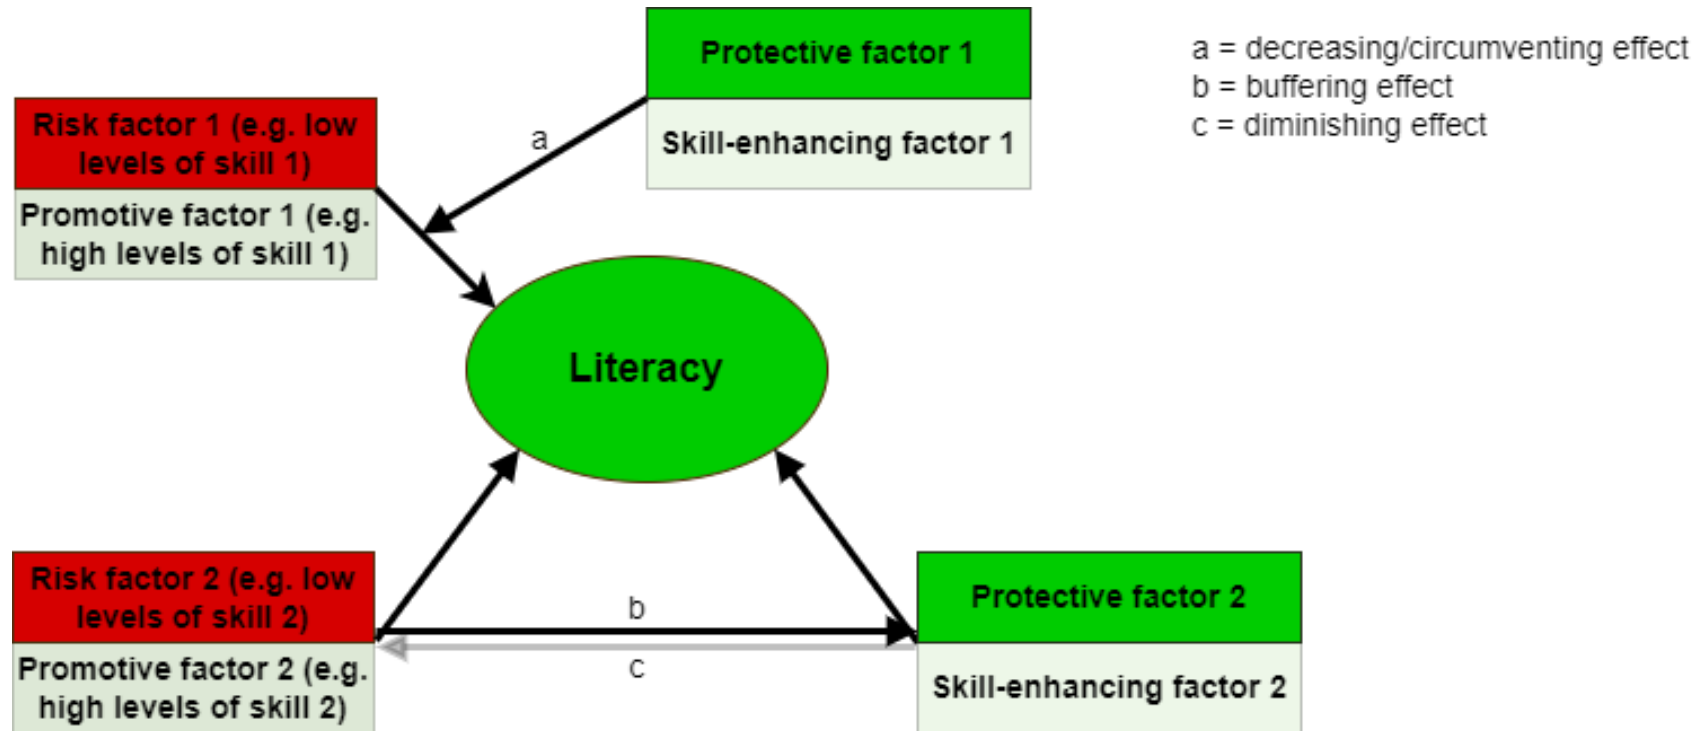 Protective factor 1
Skill-enhancing factor 1
a = decreasing/circumventing effect
b = buffering effect
c = diminishing effect
Risk factor 1 (e.g. low
levels of skill 1)
Promotive factor 1 (e.g.
high levels of skill 1)
a
Literacy
Risk factor 2 (e.g. low
levels of skill 2)
Promotive factor 2 (e.g.
high levels of skill 2)
b
c
Protective factor 2
Skill-enhancing factor 2